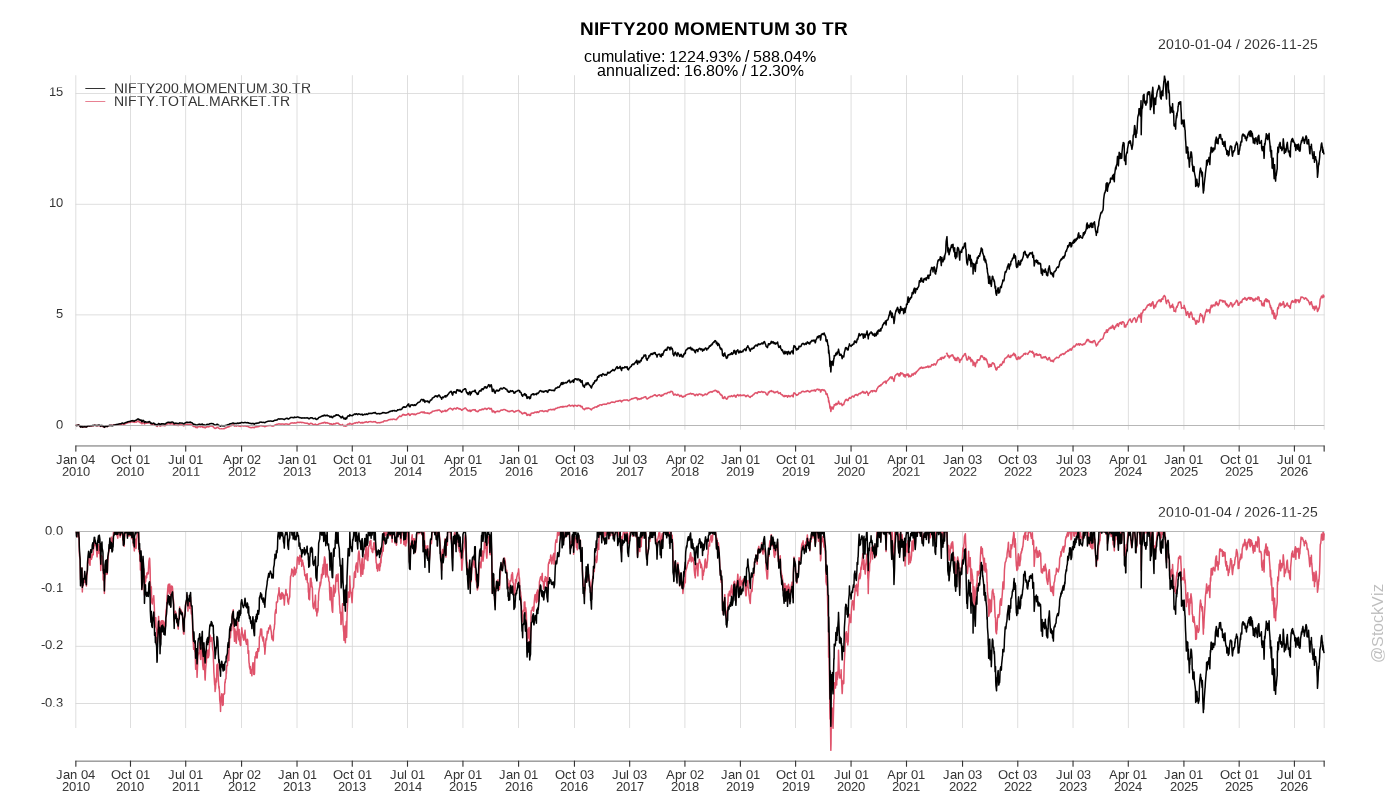 NIFTY200 MOMENTUM 30 TR
2010-01-04 / 2026-11-25
cumulative: 1224.93% / 588.04%
annualized: 16.80% / 12.30%
NIFTY200.MOMENTUM.30.TR
NIFTY.TOTAL.MARKET.TR
15
10
5
0
Jan 04 Oct 01 Jul 01 Apr 02 Jan 01 Oct 01 Jul 01 Apr 01 Jan 01 Oct 03 Jul 03 Apr 02 Jan 01 Oct 01 Jul 01 Apr 01 Jan 03 Oct 03 Jul 03 Apr 01 Jan 01 Oct 01 Jul 01
2010 2010 2011 2012 2013 2013 2014 2015 2016 2016 2017 2018 2019 2019 2020 2021 2022 2022 2023 2024 2025 2025 2026
2010-01-04 / 2026-11-25
0.0
-0.1
-0.2
-0.3
Jan 04 Oct 01 Jul 01 Apr 02 Jan 01 Oct 01 Jul 01 Apr 01 Jan 01 Oct 03 Jul 03 Apr 02 Jan 01 Oct 01 Jul 01 Apr 01 Jan 03 Oct 03 Jul 03 Apr 01 Jan 01 Oct 01 Jul 01
2010 2010 2011 2012 2013 2013 2014 2015 2016 2016 2017 2018 2019 2019 2020 2021 2022 2022 2023 2024 2025 2025 2026
@StockViz